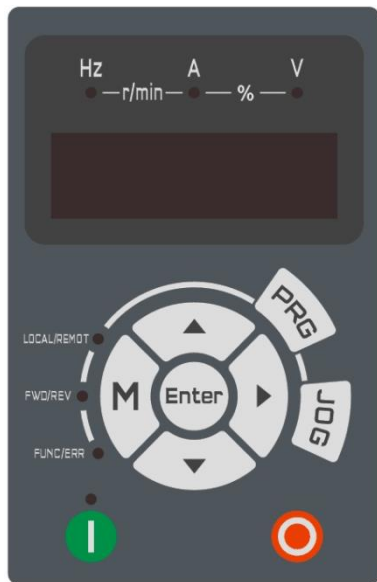 Hz A V
r/min %
PRG
LOCAL/REMOT
FWD/REV
M Enter
JOG
FUNC/ERR